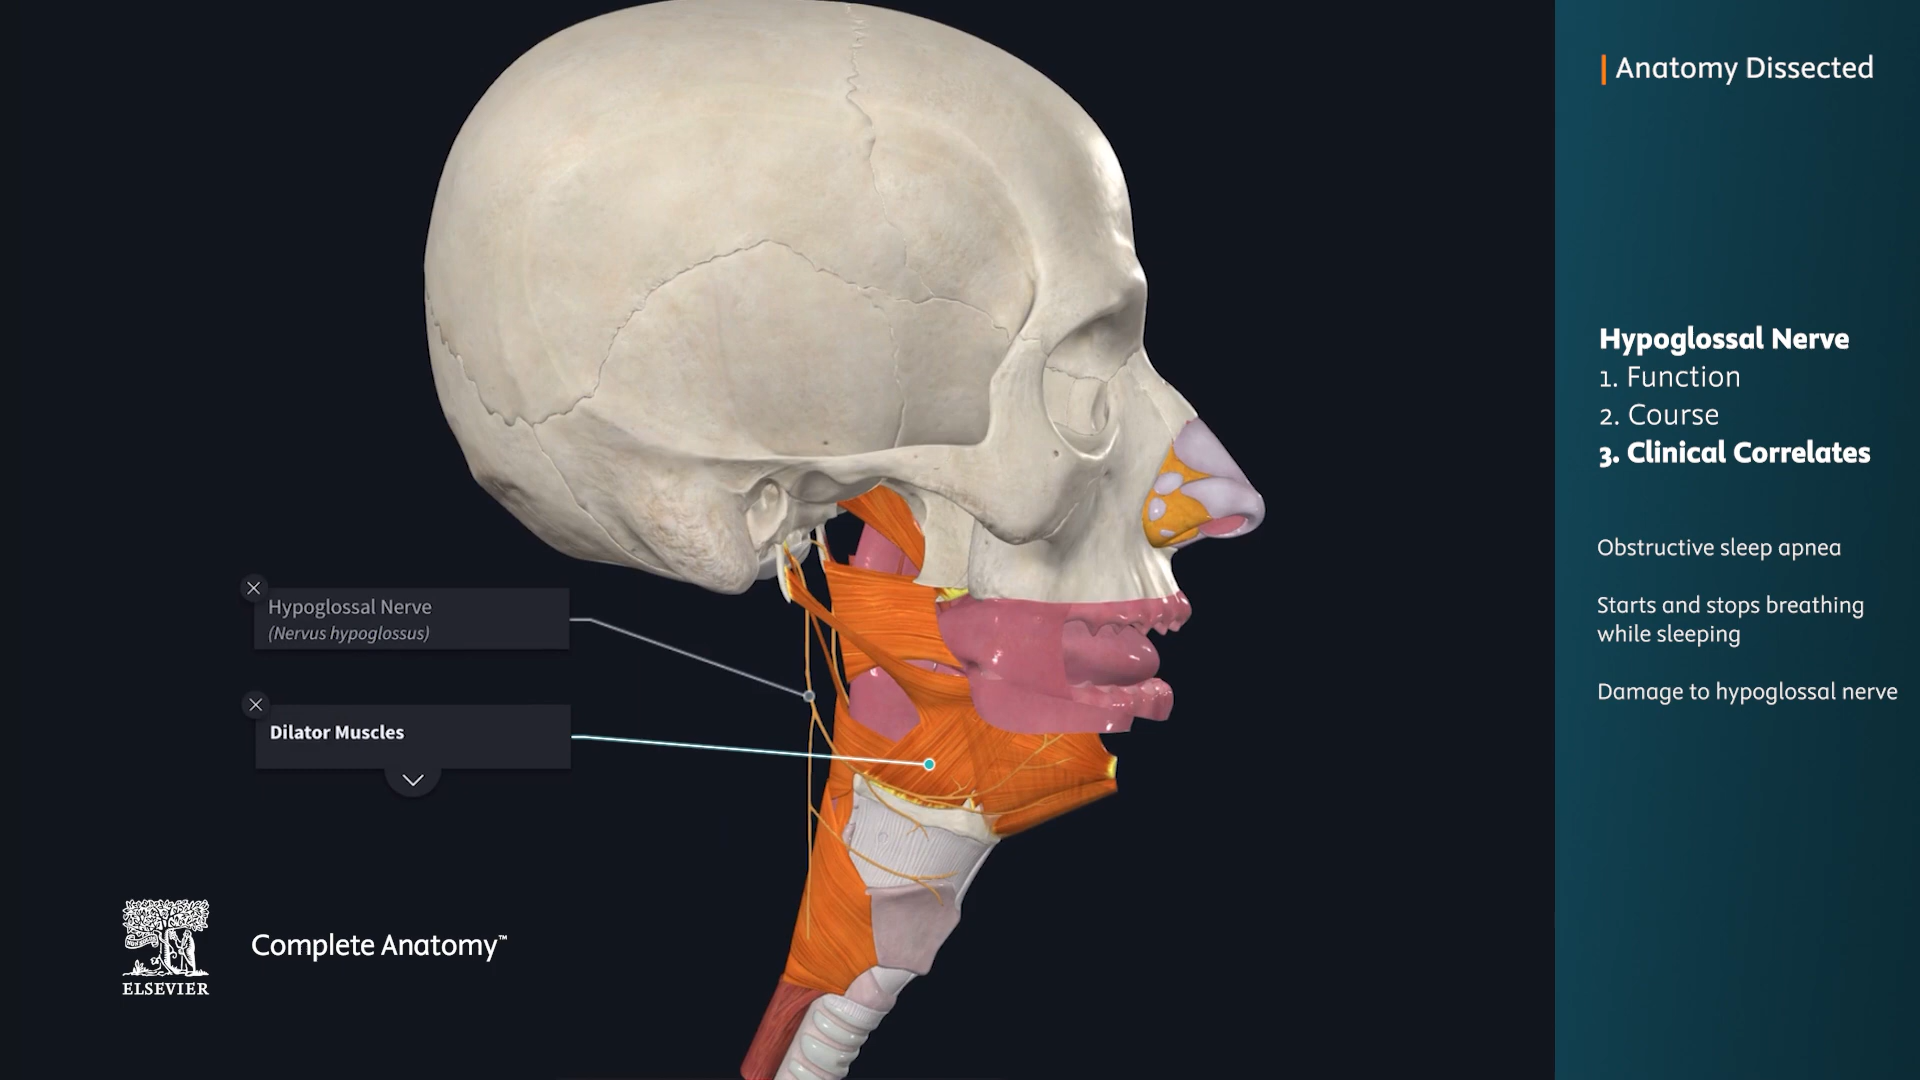 Anatomy Dissected
Hypoglossal Nerve
1. Function
2. Course
3. Clinical Correlates
Obstructive sleep apnea
Starts and stops breathing
while sleeping
Damage to hypoglossal nerve
Hypoglossal Nerve
(Nervus hypoglossus)
Dilator Muscles
ELSEVIER
Complete Anatomy™